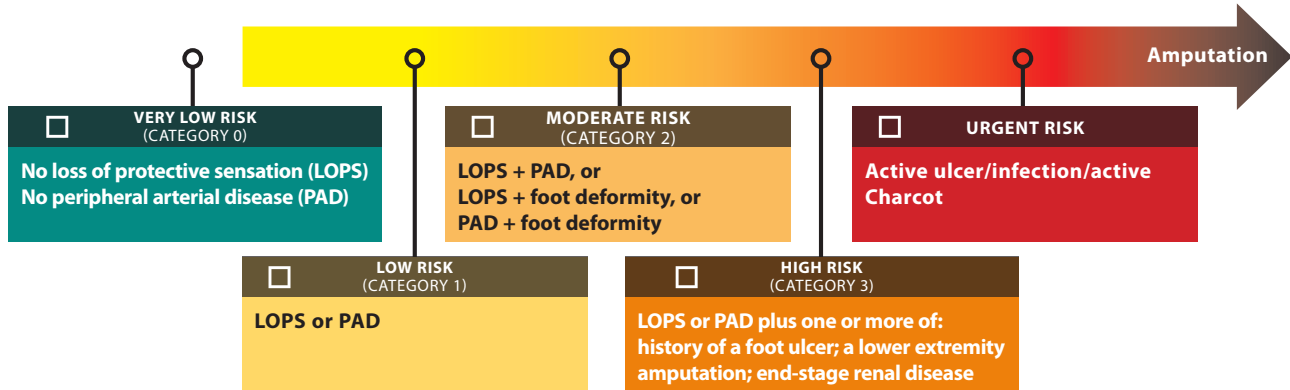 Amputation
VERY LOW RISK
(CATEGORY 0)
No loss of protective sensation (LOPS)
No peripheral arterial disease (PAD)
LOW RISK
(CATEGORY 1)
LOPS or PAD
MODERATE RISK
(CATEGORY 2)
LOPS + PAD, or
LOPS + foot deformity, or
PAD + foot deformity
HIGH RISK
(CATEGORY 3)
LOPS or PAD plus one or more of:
history of a foot ulcer; a lower extremity
amputation; end-stage renal disease
URGENT RISK
Active ulcer/infection/active
Charcot